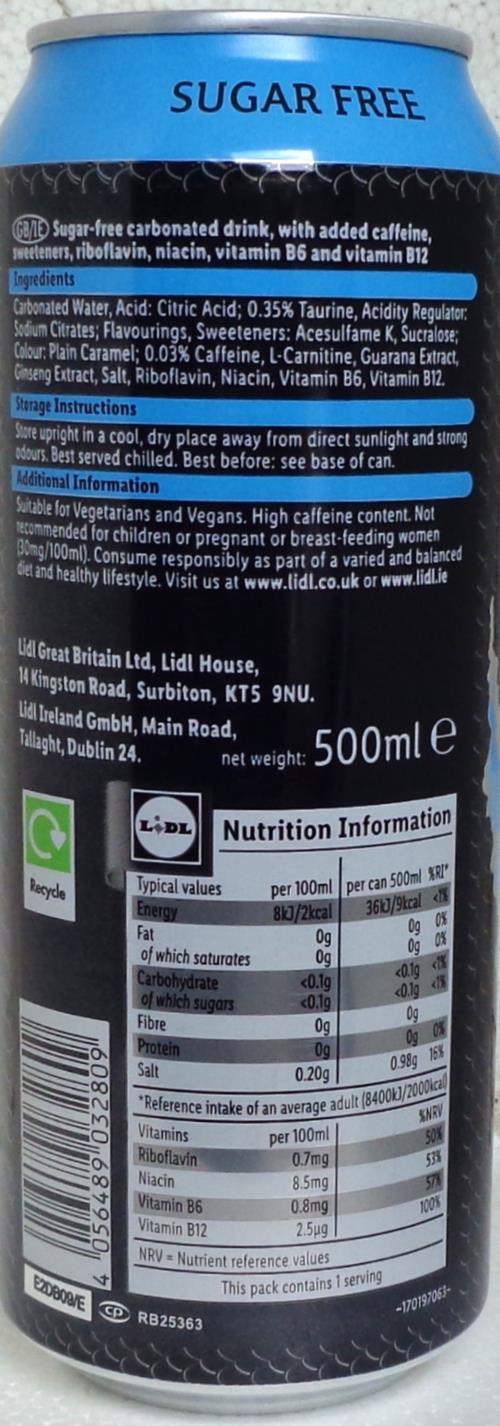 SUGAR FREE
GB/IE Sugar-free carbonated drink, with added caffeine,
sweeteners, riboflavin, niacin, vitamin B6 and vitamin B12
Ingredients
Carbonated Water, Acid: Citric Acid; 0.35% Taurine, Acidity Regulator:
Sodium Citrates; Flavourings, Sweeteners: Acesulfame K, Sucralose;
Colour: Plain Caramel; 0.03% Caffeine, L-Carnitine, Guarana Extract,
Ginseng Extract, Salt, Riboflavin, Niacin, Vitamin B6, Vitamin B12.
Storage Instructions
Store upright in a cool, dry place away from direct sunlight and strong
odours. Best served chilled. Best before: see base of can.
Additional Information
Suitable for Vegetarians and Vegans. High caffeine content. Not
recommended for children or pregnant or breast-feeding women
(30mg/100ml). Consume responsibly as part of a varied and balanced
diet and healthy lifestyle. Visit us at www.lidl.co.uk or www.lidl.ie
Lidl Great Britain Ltd, Lidl House,
14 Kingston Road, Surbiton, KT5 9NU.
Lidl Ireland GmbH, Main Road,
Tallaght, Dublin 24.
net weight: 500ml e
Recycle
LIDL
Nutrition Information
Typical values per 100ml per can 500ml %RI*
Energy 8kJ/2kcal 36kJ/9kcal <1%
Fat 0g 0g 0%
of which saturates 0g 0g 0%
Carbohydrate <0.1g <0.1g <1%
of which sugars <0.1g <0.1g <1%
Fibre 0g 0g
Protein 0g 0g 0%
Salt 0.20g 0.98g 16%
*Reference intake of an average adult (8400kJ/2000kcal)
Vitamins per 100ml %NRV
Riboflavin 0.7mg 50%
Niacin 8.5mg 53%
Vitamin B6 0.8mg 57%
Vitamin B12 2.5µg 100%
NRV = Nutrient reference values
This pack contains 1 serving
4 056489 032809
E2DB09/E
CP RB25363
-170197063-